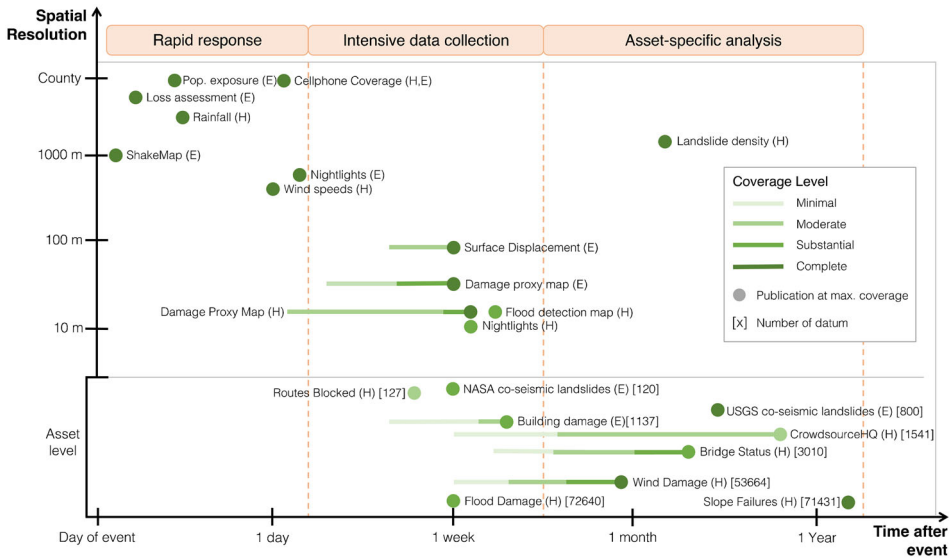 Spatial
Resolution
Rapid response
Intensive data collection
Asset-specific analysis
County
Pop. exposure (E)
Cellphone Coverage (H,E)
Loss assessment (E)
Rainfall (H)
Landslide density (H)
1000 m
ShakeMap (E)
Nightlights (E)
Wind speeds (H)
Coverage Level
Minimal
Moderate
Substantial
Complete
Publication at max. coverage
[x] Number of datum
100 m
Surface Displacement (E)
Damage proxy map (E)
Damage Proxy Map (H)
Flood detection map (H)
10 m
Nightlights (H)
Asset
level
Routes Blocked (H) [127]
NASA co-seismic landslides (E) [120]
USGS co-seismic landslides (E) [800]
Building damage (E)[1137]
CrowdsourceHQ (H) [1541]
Bridge Status (H) [3010]
Wind Damage (H) [53664]
Flood Damage (H) [72640]
Slope Failures (H) [71431]
Day of event
1 day
1 week
1 month
1 Year
Time after
event